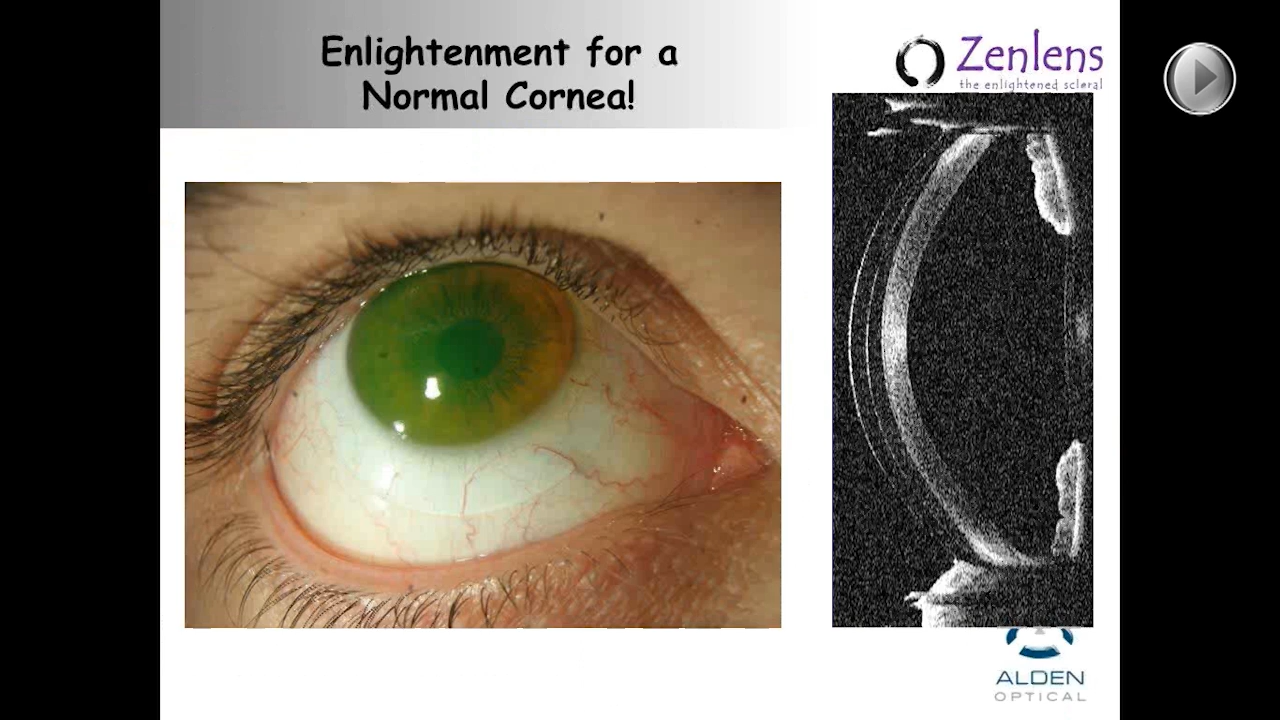 Enlightenment for a
Normal Cornea!
Zenlens
the enlightened scleral
ALDEN
OPTICAL